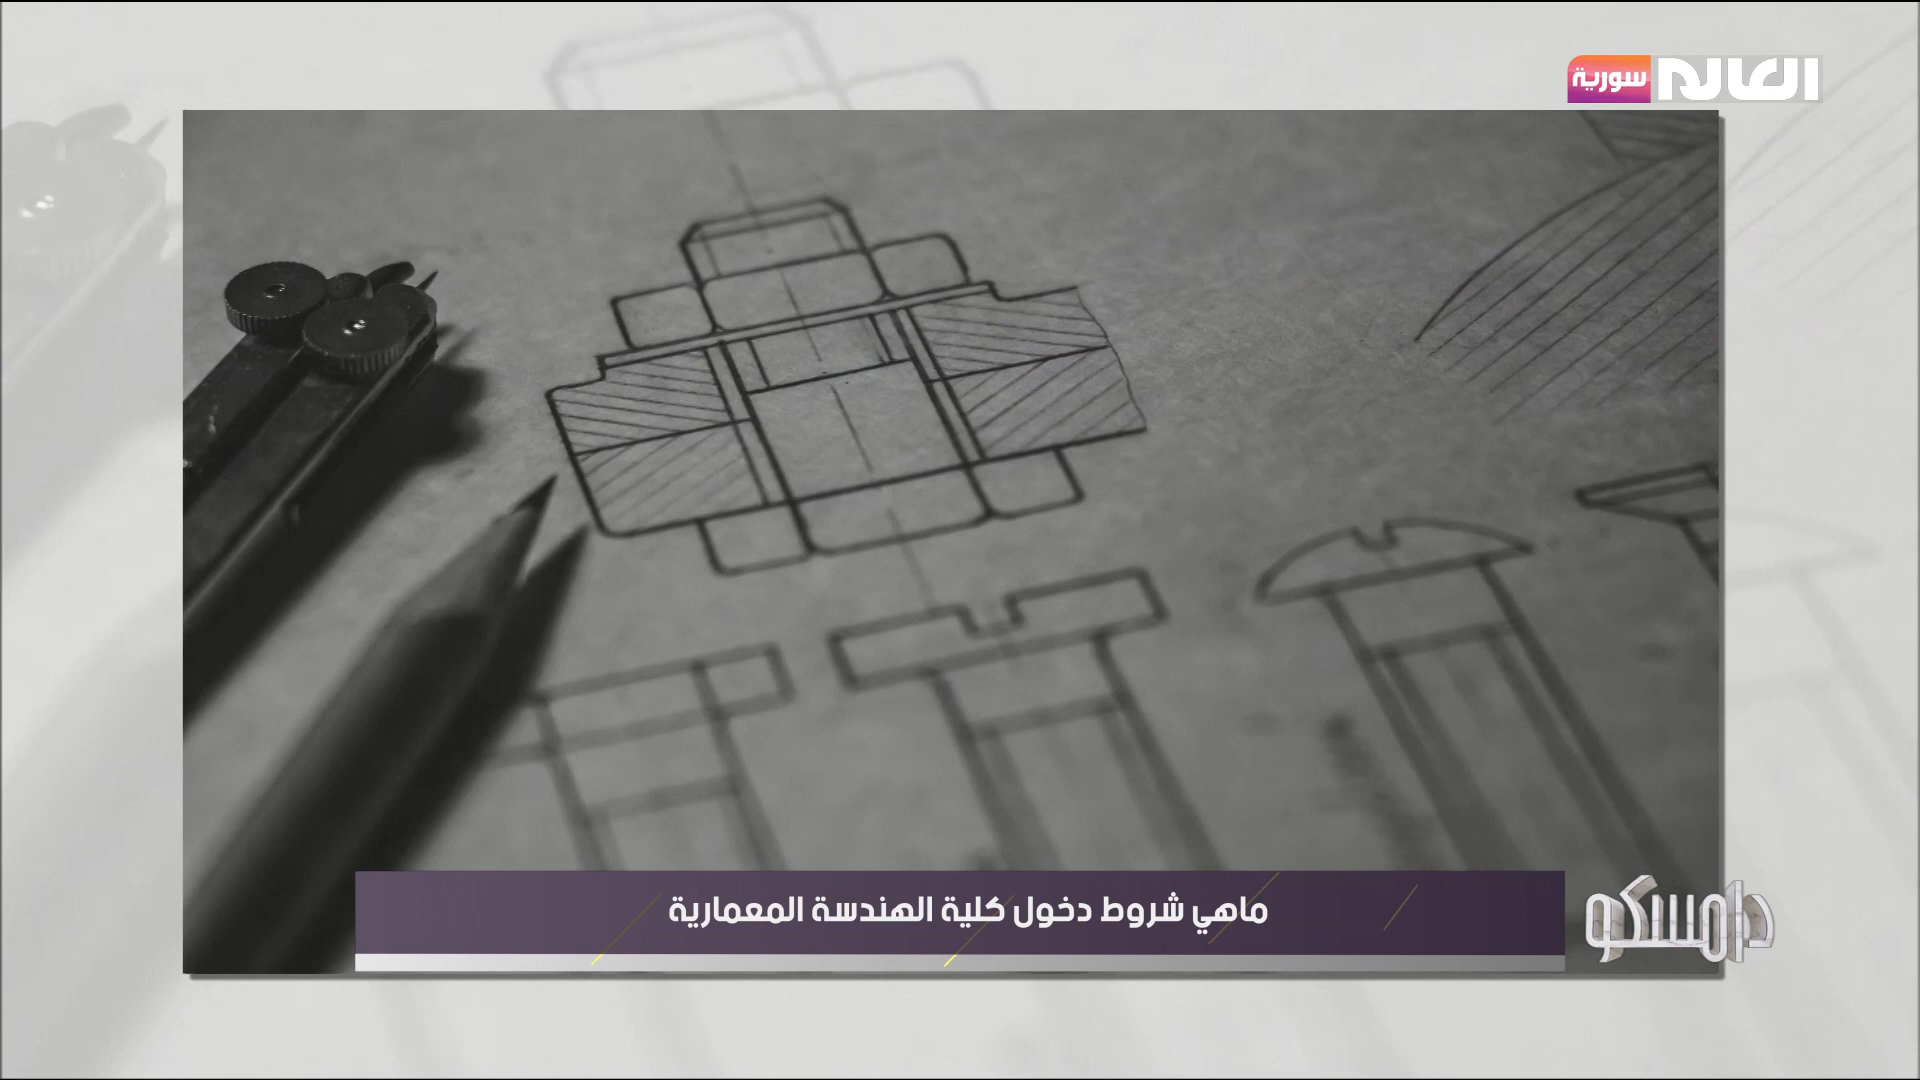 العالم سورية
ماهي شروط دخول كلية الهندسة المعمارية
دامسكو